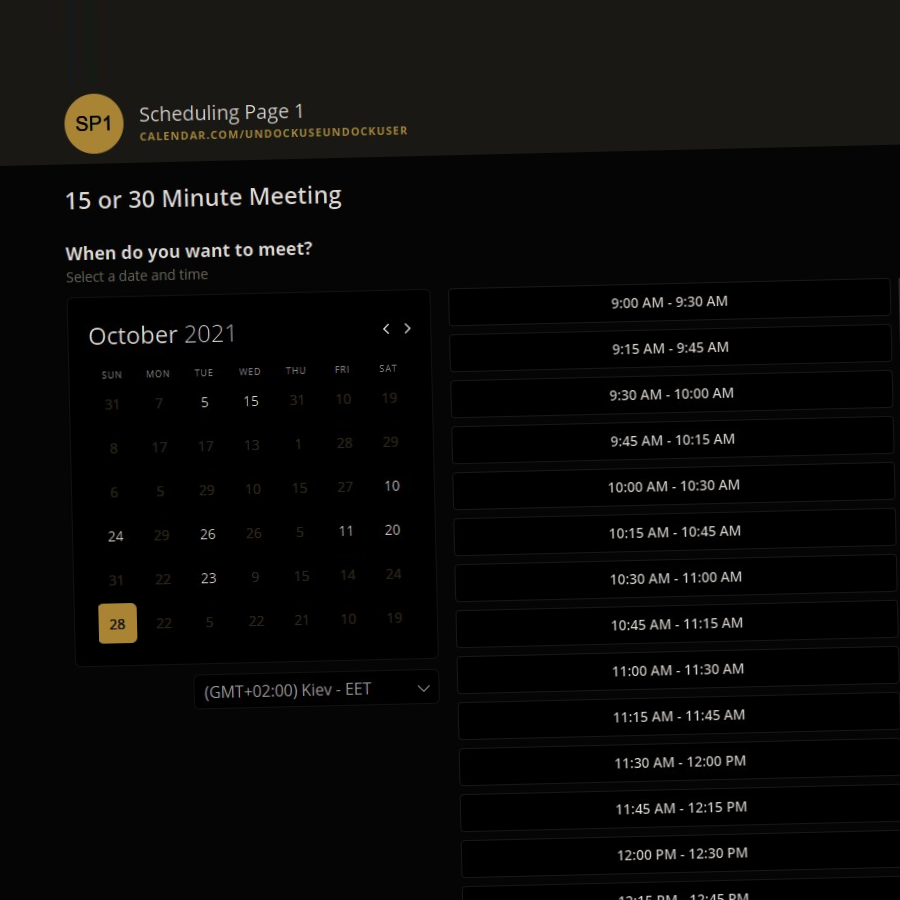 SP1
Scheduling Page 1
CALENDAR.COM/UNDOCKUSEUNDOCKUSER
15 or 30 Minute Meeting
When do you want to meet?
Select a date and time
October 2021
SUN MON TUE WED THU FRI SAT
31 7 5 15 31 10 19
8 17 17 13 1 28 29
6 5 29 10 15 27 10
24 29 26 26 5 11 20
31 22 23 9 15 14 24
28 22 5 22 21 10 19
(GMT+02:00) Kiev - EET
9:00 AM - 9:30 AM
9:15 AM - 9:45 AM
9:30 AM - 10:00 AM
9:45 AM - 10:15 AM
10:00 AM - 10:30 AM
10:15 AM - 10:45 AM
10:30 AM - 11:00 AM
10:45 AM - 11:15 AM
11:00 AM - 11:30 AM
11:15 AM - 11:45 AM
11:30 AM - 12:00 PM
11:45 AM - 12:15 PM
12:00 PM - 12:30 PM
12:15 PM - 12:45 PM